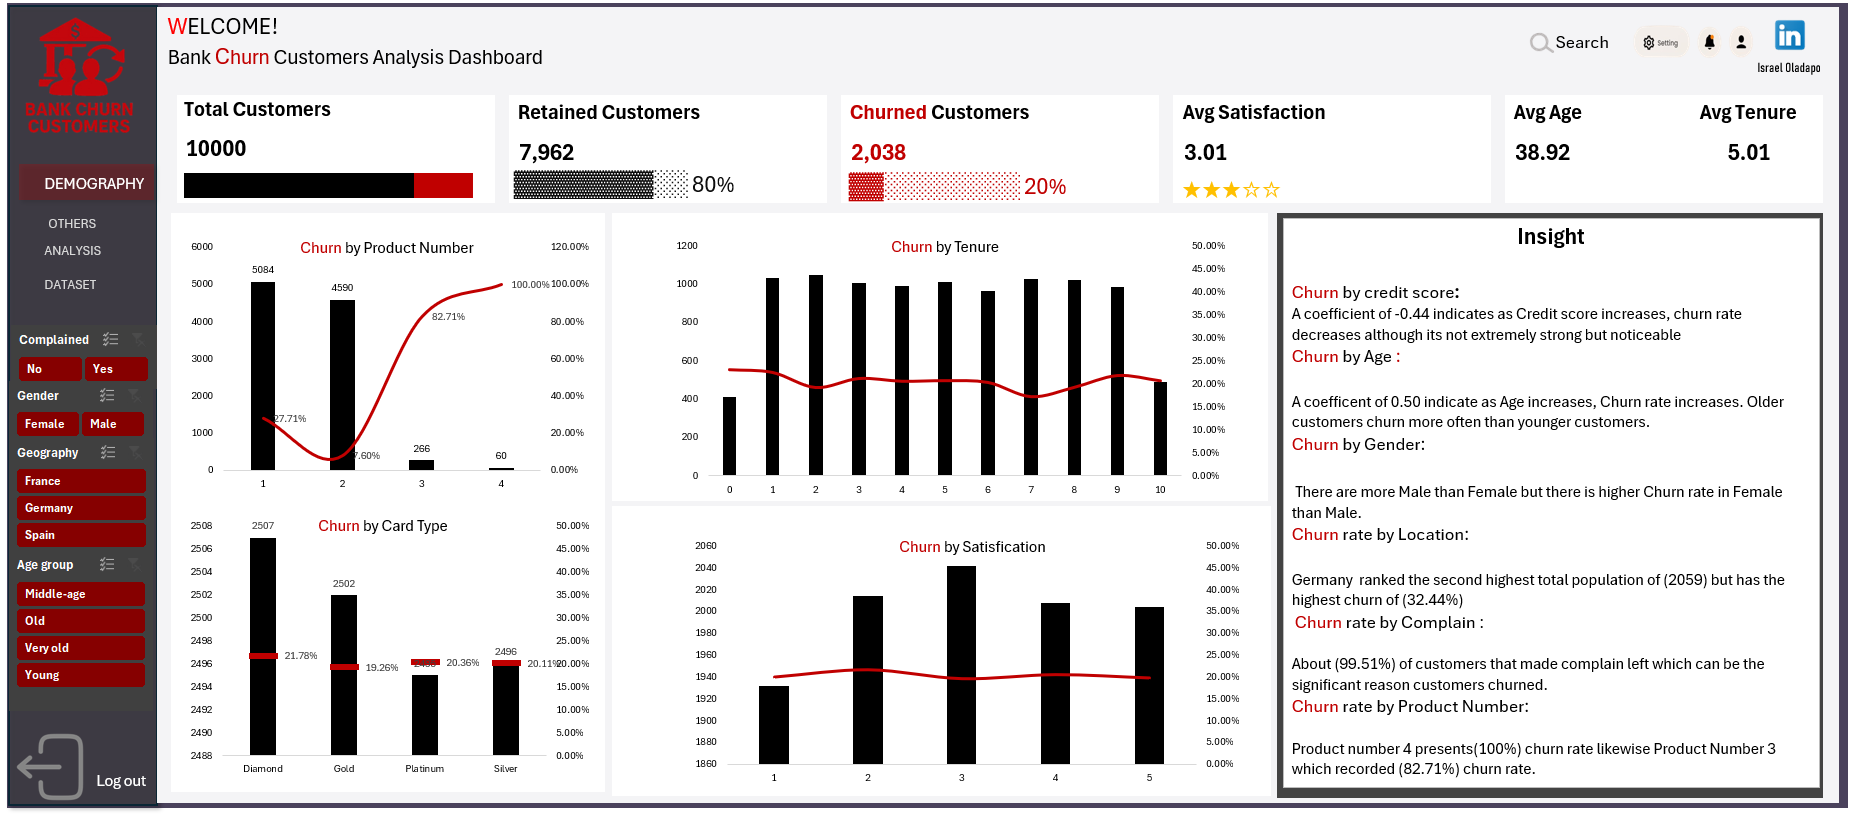 BANK CHURN
CUSTOMERS
DEMOGRAPHY
OTHERS
ANALYSIS
DATASET
Complained
No Yes
Gender
Female Male
Geography
France
Germany
Spain
Age group
Middle-age
Old
Very old
Young
Log out
WELCOME!
Bank Churn Customers Analysis Dashboard
Search
Setting
in
Israel Oladapo
Total Customers
10000
Retained Customers
7,962
80%
Churned Customers
2,038
20%
Avg Satisfaction
3.01
Avg Age
38.92
Avg Tenure
5.01
Churn by Product Number
6000
5000
4000
3000
2000
1000
0
5084
4590
266
60
27.71%
7.60%
82.71%
100.00%
120.00%
100.00%
80.00%
60.00%
40.00%
20.00%
0.00%
1 2 3 4
Churn by Tenure
1200
1000
800
600
400
200
0
50.00%
45.00%
40.00%
35.00%
30.00%
25.00%
20.00%
15.00%
10.00%
5.00%
0.00%
0 1 2 3 4 5 6 7 8 9 10
Churn by Card Type
2508
2506
2504
2502
2500
2498
2496
2494
2492
2490
2488
2507
2502
2496
21.78%
19.26%
20.36%
20.11%
50.00%
45.00%
40.00%
35.00%
30.00%
25.00%
20.00%
15.00%
10.00%
5.00%
0.00%
Diamond Gold Platinum Silver
Churn by Satisfication
2060
2040
2020
2000
1980
1960
1940
1920
1900
1880
1860
50.00%
45.00%
40.00%
35.00%
30.00%
25.00%
20.00%
15.00%
10.00%
5.00%
0.00%
1 2 3 4 5
Insight
Churn by credit score:
A coefficient of -0.44 indicates as Credit score increases, churn rate
decreases although its not extremely strong but noticeable
Churn by Age :
A coefficent of 0.50 indicate as Age increases, Churn rate increases. Older
customers churn more often than younger customers.
Churn by Gender:
There are more Male than Female but there is higher Churn rate in Female
than Male.
Churn rate by Location:
Germany ranked the second highest total population of (2059) but has the
highest churn of (32.44%)
Churn rate by Complain :
About (99.51%) of customers that made complain left which can be the
significant reason customers churned.
Churn rate by Product Number:
Product number 4 presents(100%) churn rate likewise Product Number 3
which recorded (82.71%) churn rate.